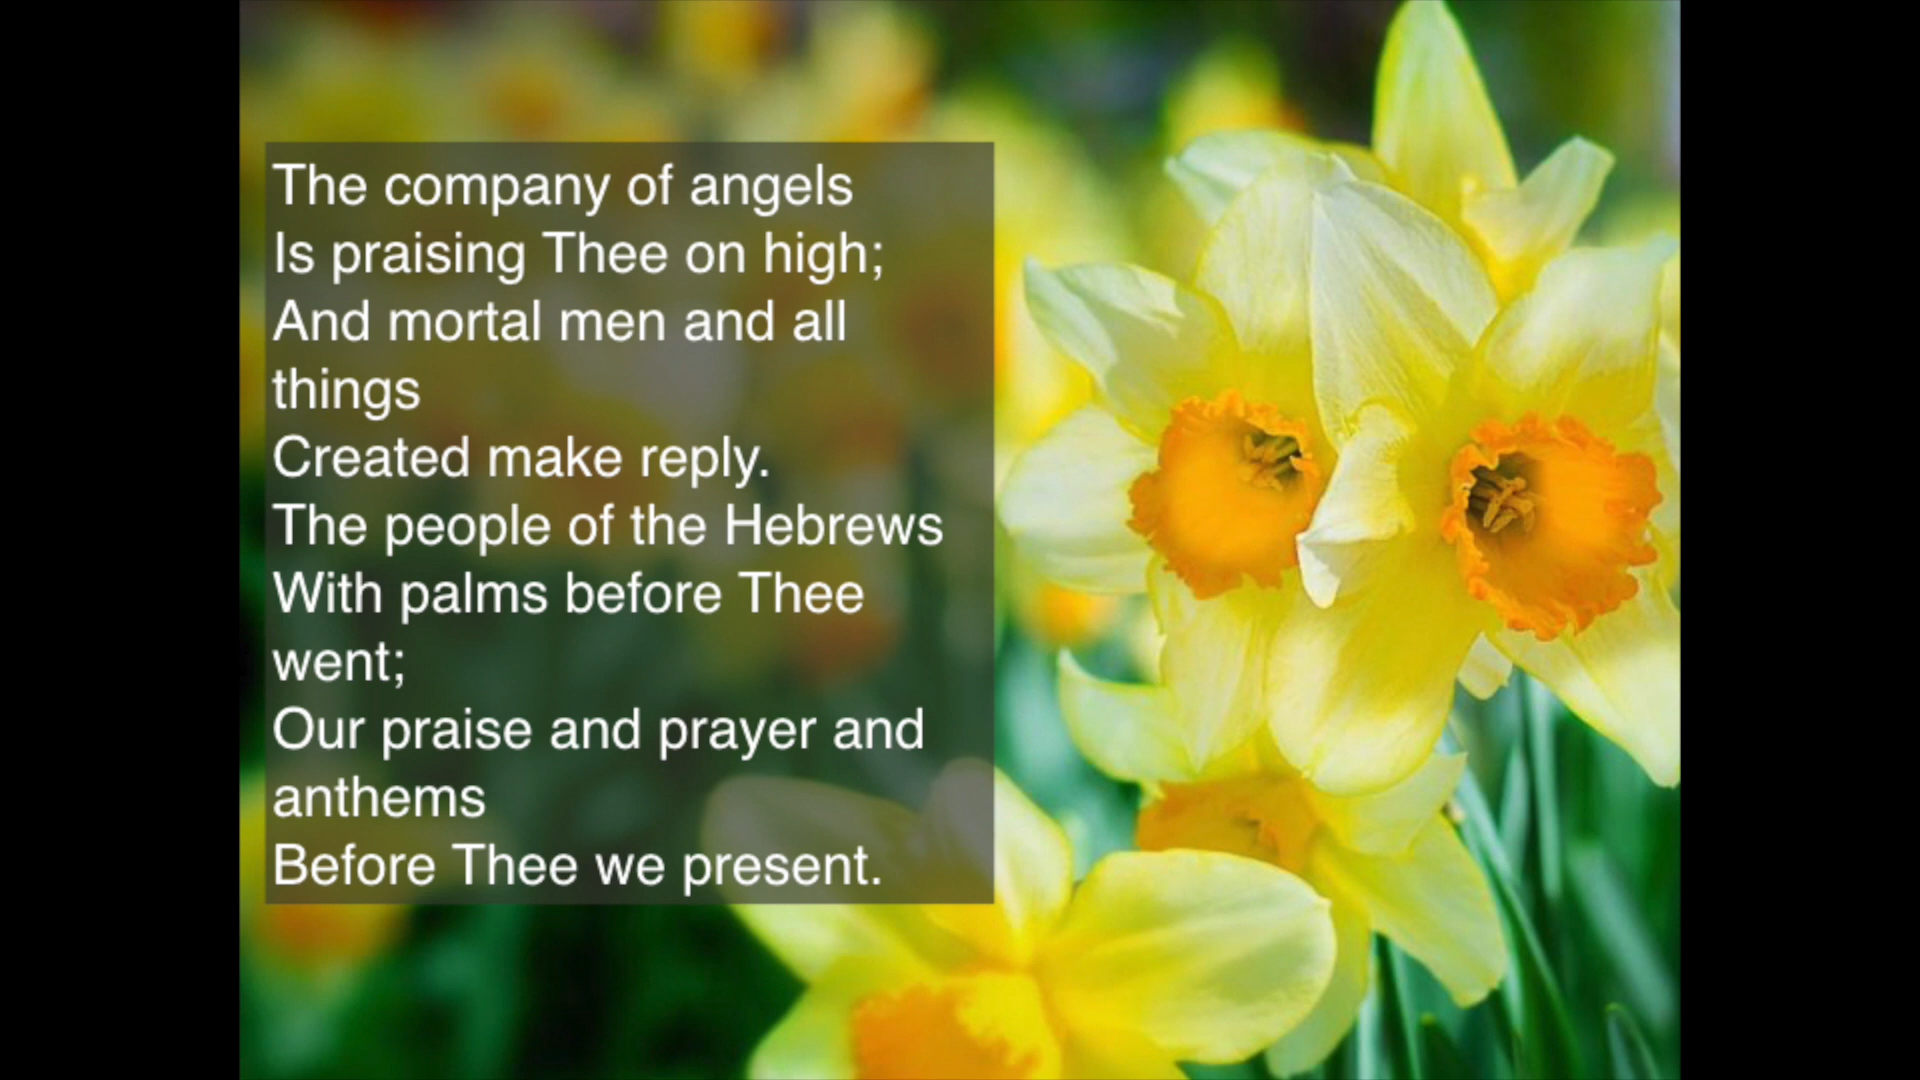 The company of angels
Is praising Thee on high;
And mortal men and all
things
Created make reply.
The people of the Hebrews
With palms before Thee
went;
Our praise and prayer and
anthems
Before Thee we present.